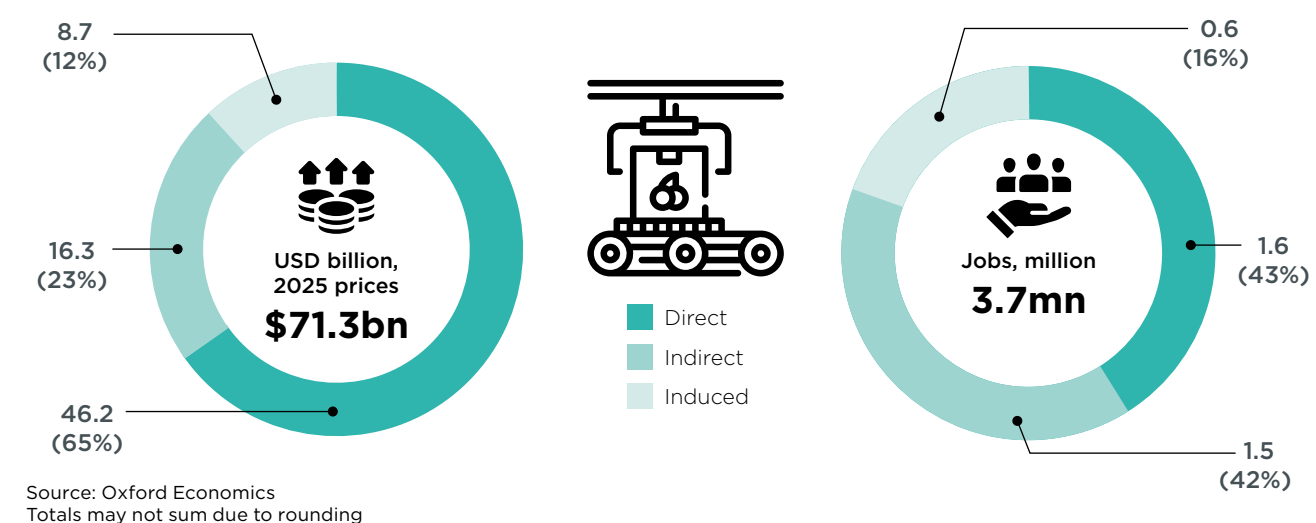 8.7
(12%)
16.3
(23%)
46.2
(65%)
USD billion,
2025 prices
$71.3bn
Direct
Indirect
Induced
Jobs, million
3.7mn
0.6
(16%)
1.6
(43%)
1.5
(42%)
Source: Oxford Economics
Totals may not sum due to rounding